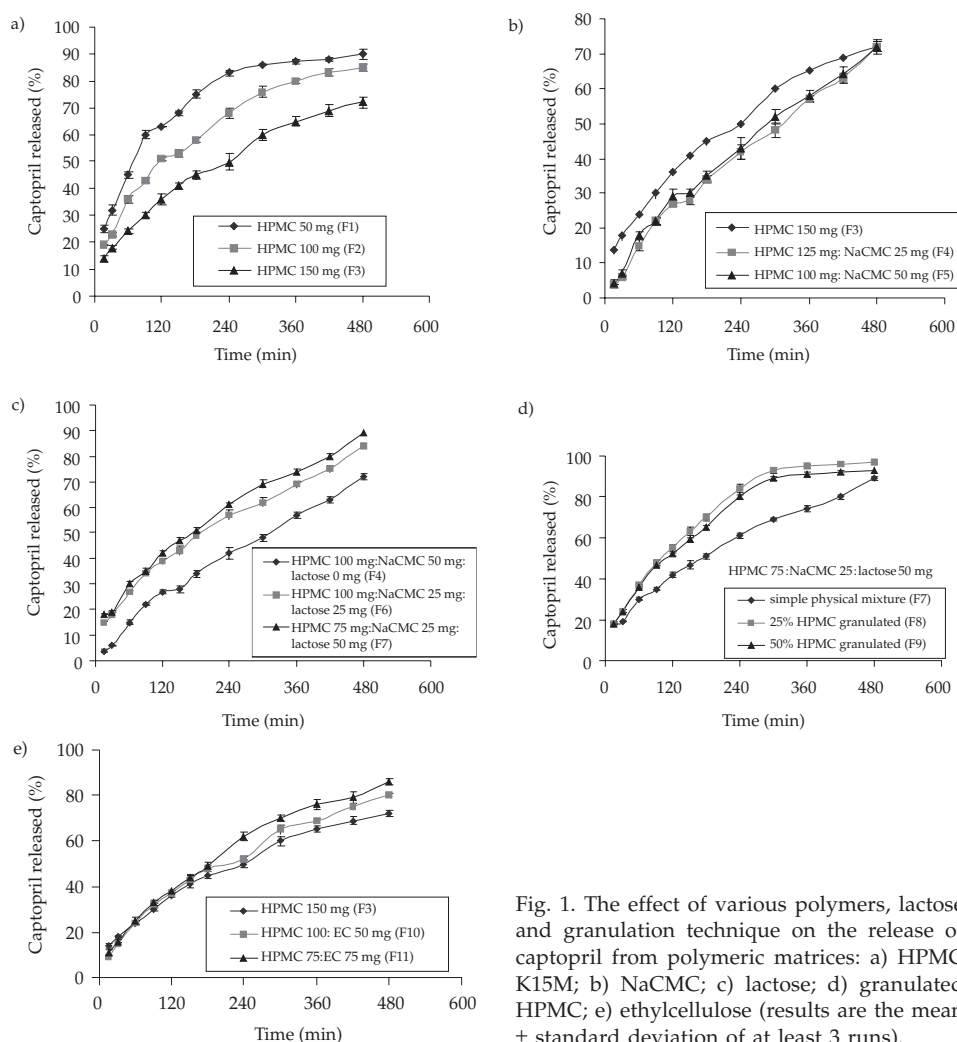 a)
Captopril released (%)
100
90
80
70
60
50
40
30
20
10
0
HPMC 50 mg (F1)
HPMC 100 mg (F2)
HPMC 150 mg (F3)
0 120 240 360 480 600
Time (min)
b)
Captopril released (%)
80
70
60
50
40
30
20
10
0
HPMC 150 mg (F3)
HPMC 125 mg: NaCMC 25 mg (F4)
HPMC 100 mg: NaCMC 50 mg (F5)
0 120 240 360 480 600
Time (min)
c)
Captopril released (%)
100
90
80
70
60
50
40
30
20
10
0
HPMC 100 mg:NaCMC 50 mg:
lactose 0 mg (F4)
HPMC 100 mg:NaCMC 25 mg:
lactose 25 mg (F6)
HPMC 75 mg:NaCMC 25 mg:
lactose 50 mg (F7)
0 120 240 360 480 600
Time (min)
d)
Captopril released (%)
100
80
60
40
20
0
HPMC 75:NaCMC 25:lactose 50 mg
simple physical mixture (F7)
25% HPMC granulated (F8)
50% HPMC granulated (F9)
0 120 240 360 480 600
Time (min)
e)
Captopril released (%)
100
80
60
40
20
0
HPMC 150 mg (F3)
HPMC 100: EC 50 mg (F10)
HPMC 75:EC 75 mg (F11)
0 120 240 360 480 600
Time (min)
Fig. 1. The effect of various polymers, lactose
and granulation technique on the release o
captopril from polymeric matrices: a) HPMC
K15M; b) NaCMC; c) lactose; d) granulated
HPMC; e) ethylcellulose (results are the mean
± standard deviation of at least 3 runs).